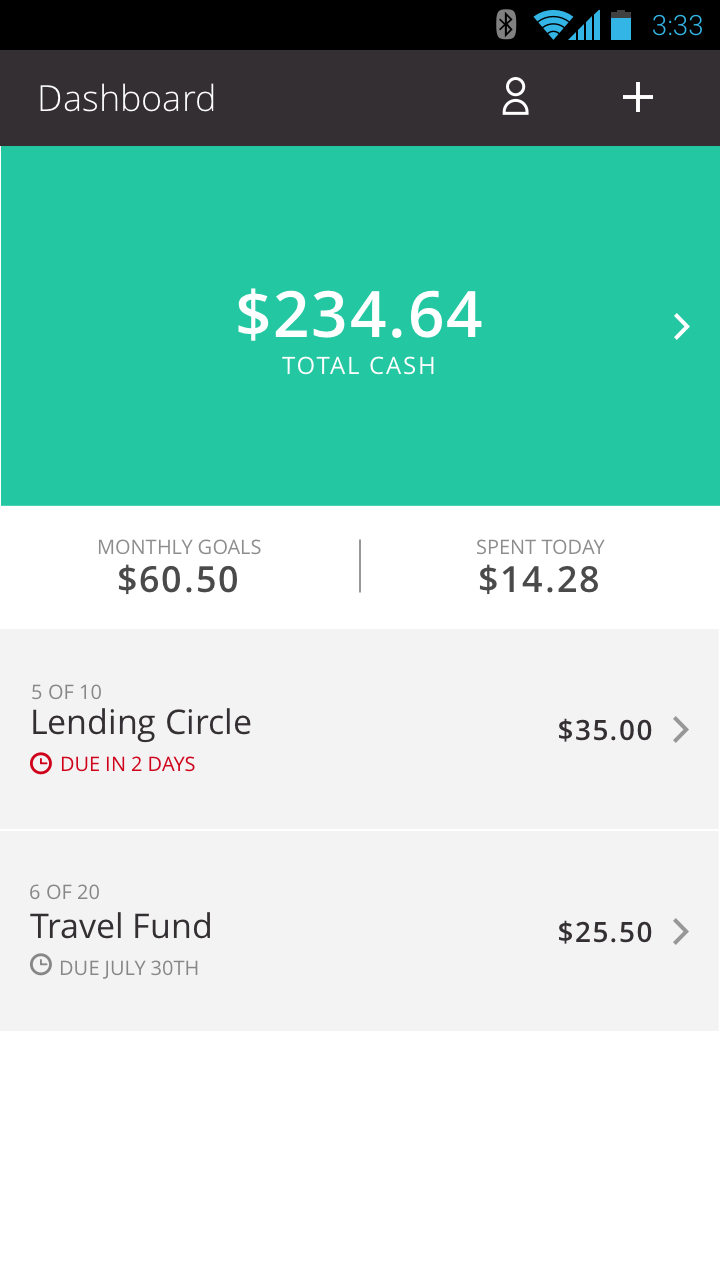 3:33
Dashboard
$234.64
TOTAL CASH
MONTHLY GOALS
$60.50
SPENT TODAY
$14.28
5 OF 10
Lending Circle
DUE IN 2 DAYS
$35.00
6 OF 20
Travel Fund
DUE JULY 30TH
$25.50